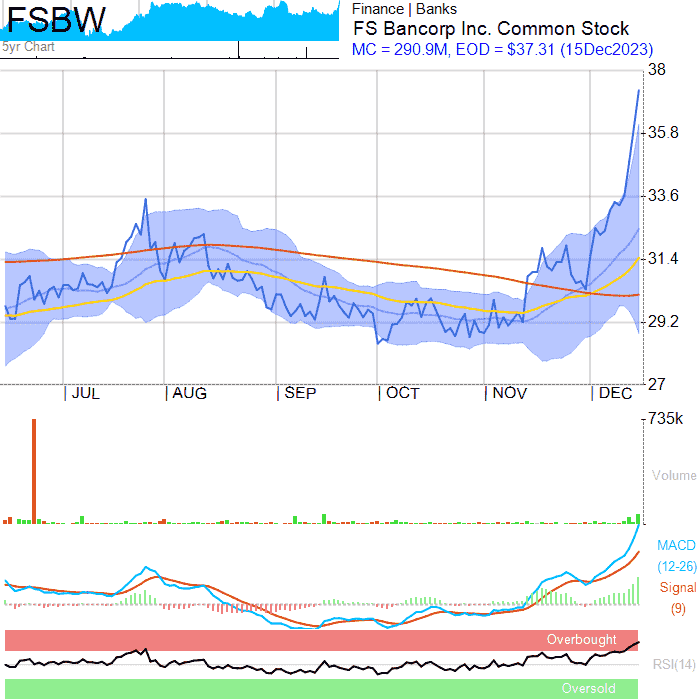 FSBW
5yr Chart
Finance | Banks
FS Bancorp Inc. Common Stock
MC = 290.9M, EOD = $37.31 (15Dec2023)
38
35.8
33.6
31.4
29.2
27
| JUL | AUG | SEP | OCT | NOV | DEC
735k
Volume
MACD
(12-26)
Signal
(9)
Overbought
RSI(14)
Oversold